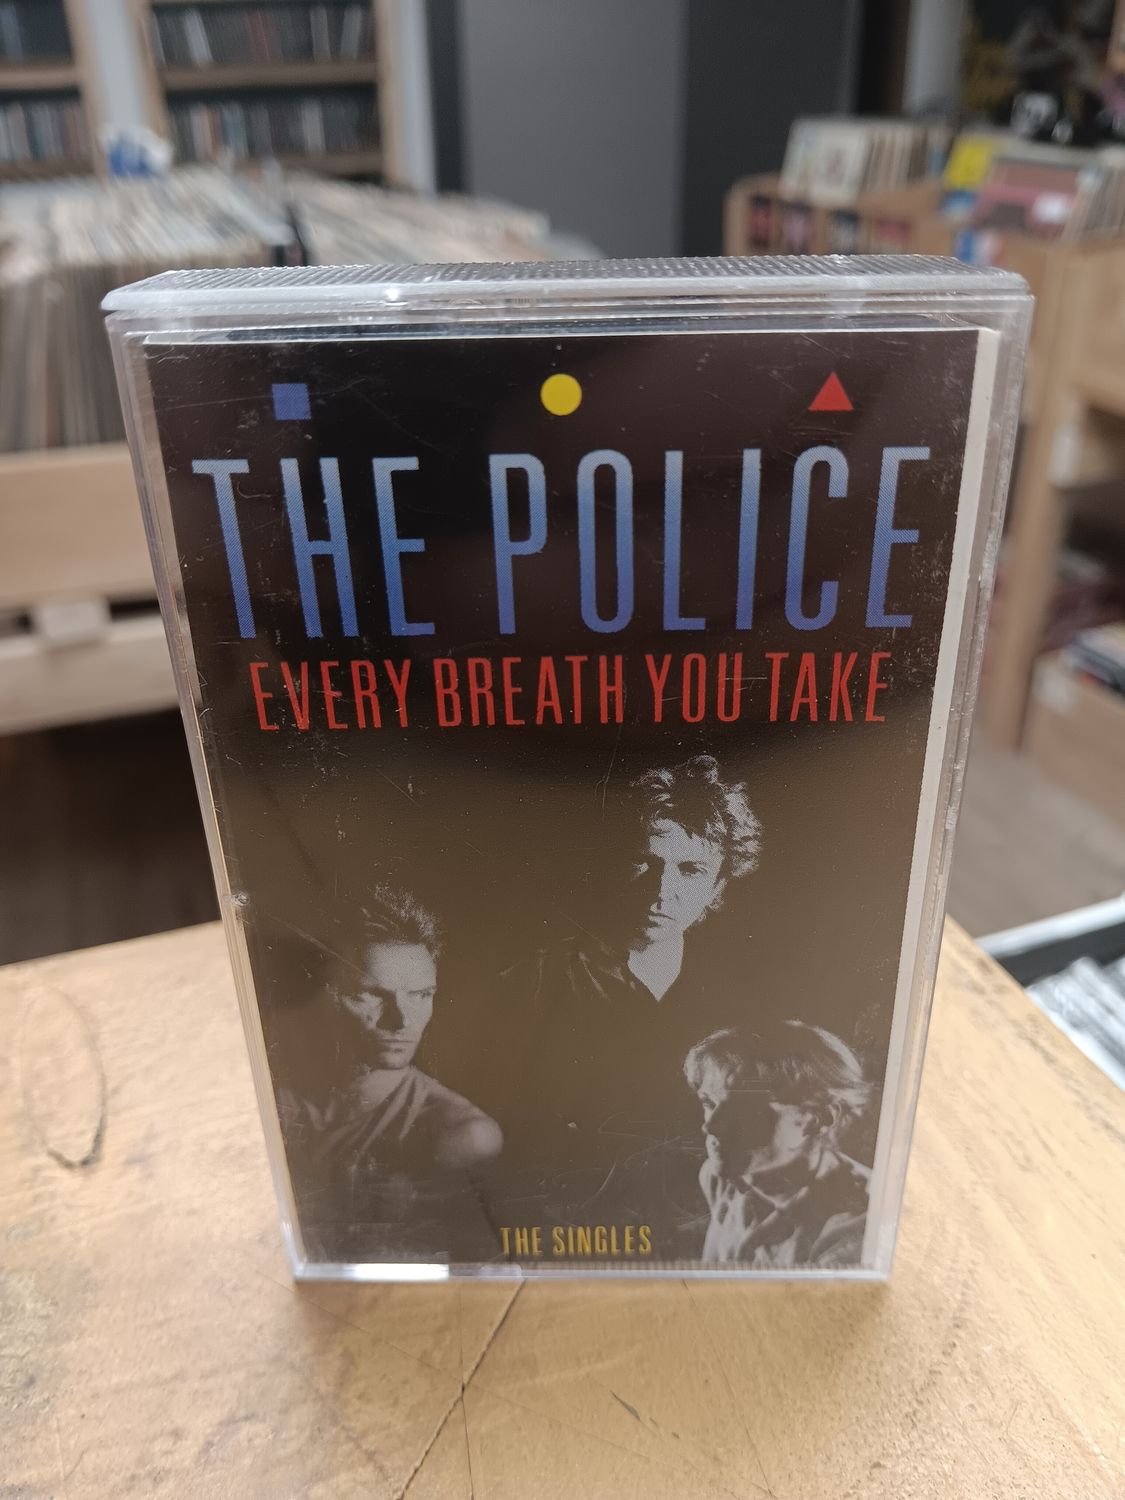 THE POLICE
EVERY BREATH YOU TAKE
THE SINGLES